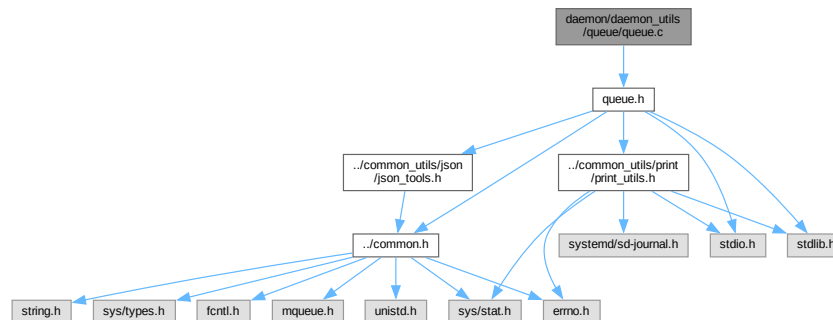 daemon/daemon_utils
/queue/queue.c
queue.h
../common_utils/json
/json_tools.h
../common_utils/print
/print_utils.h
../common.h
systemd/sd-journal.h
stdio.h
stdlib.h
string.h
sys/types.h
fcntl.h
mqueue.h
unistd.h
sys/stat.h
errno.h